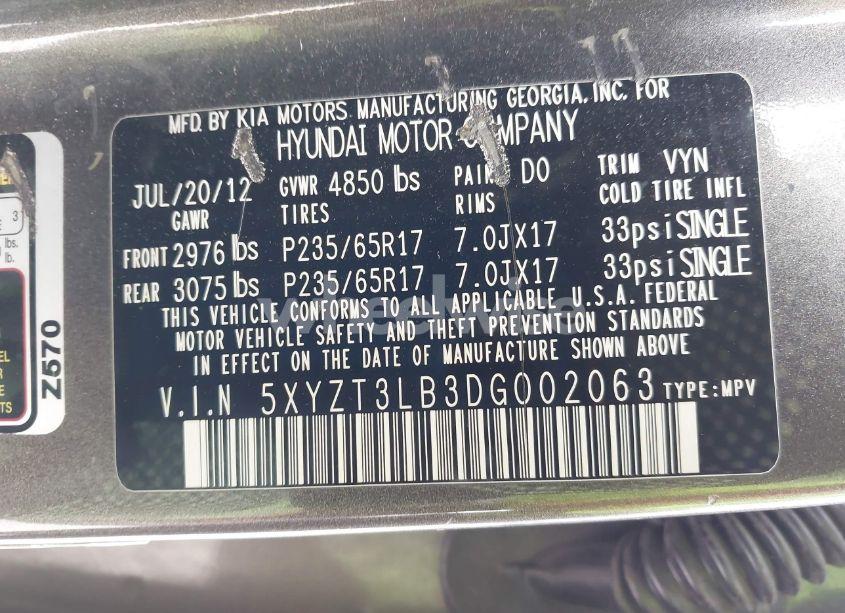 MFD. BY KIA MOTORS MANUFACTURING GEORGIA, INC. FOR
HYUNDAI MOTOR COMPANY
JUL/20/12 GVWR 4850 lbs PAINT DO TRIM VYN
GAWR TIRES RIMS COLD TIRE INFL
FRONT 2976 lbs P235/65R17 7.0JX17 33psi SINGLE
REAR 3075 lbs P235/65R17 7.0JX17 33psi SINGLE
THIS VEHICLE CONFORMS TO ALL APPLICABLE U.S.A. FEDERAL
MOTOR VEHICLE SAFETY AND THEFT PREVENTION STANDARDS
IN EFFECT ON THE DATE OF MANUFACTURE SHOWN ABOVE
V.I.N 5XYZT3LB3DG002063 TYPE:MPV
Z570
3
lbs.
lb.